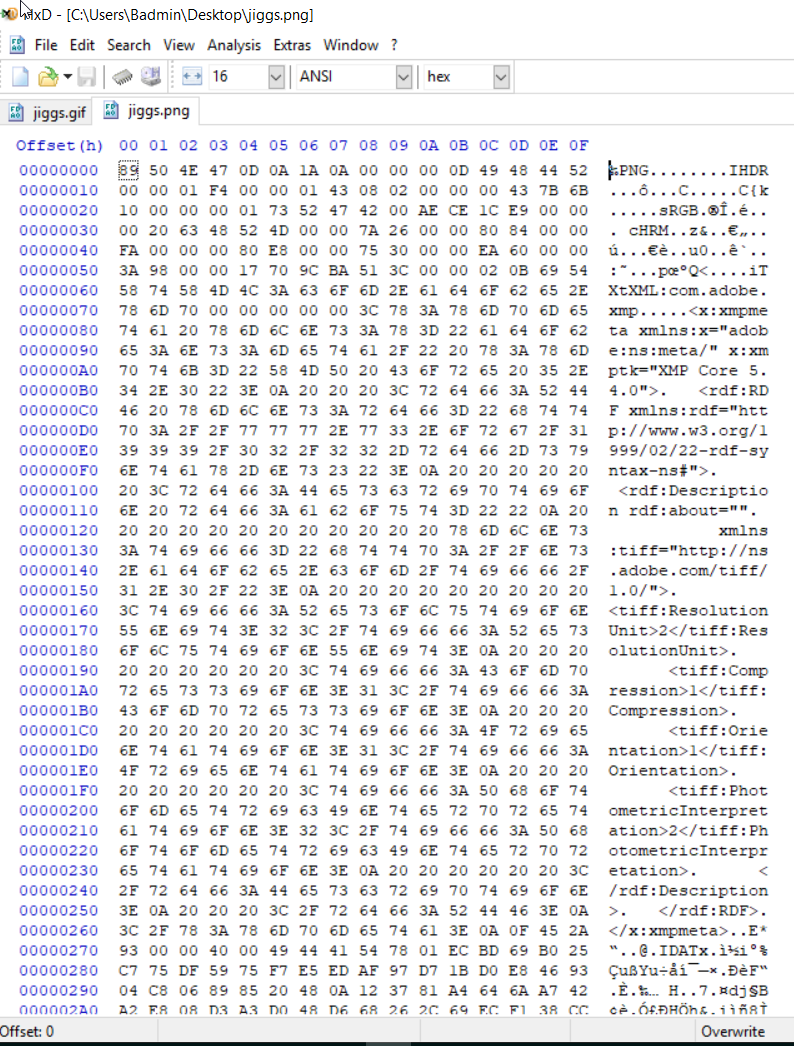 HxD - [C:\Users\Badmin\Desktop\jiggs.png]
File Edit Search View Analysis Extras Window ?
16 ANSI hex
jiggs.gif jiggs.png
Offset(h) 00 01 02 03 04 05 06 07 08 09 0A 0B 0C 0D 0E 0F
00000000 89 50 4E 47 0D 0A 1A 0A 00 00 00 0D 49 48 44 52 ‰PNG........IHDR
00000010 00 00 01 F4 00 00 01 43 08 02 00 00 00 43 7B 6B ...ô...C.....C{k
00000020 10 00 00 00 01 73 52 47 42 00 AE CE 1C E9 00 00 .....sRGB.®Î.é..
00000030 00 20 63 48 52 4D 00 00 7A 26 00 00 80 84 00 00 . cHRM..z&..€„..
00000040 FA 00 00 00 80 E8 00 00 75 30 00 00 EA 60 00 00 ú...€è..u0..ê`..
00000050 3A 98 00 00 17 70 9C BA 51 3C 00 00 02 0B 69 54 :˜...pœºQ<....iT
00000060 58 74 58 4D 4C 3A 63 6F 6D 2E 61 64 6F 62 65 2E XtXML:com.adobe.
00000070 78 6D 70 00 00 00 00 00 3C 78 3A 78 6D 70 6D 65 xmp.....<x:xmpme
00000080 74 61 20 78 6D 6C 6E 73 3A 78 3D 22 61 64 6F 62 ta xmlns:x="adob
00000090 65 3A 6E 73 3A 6D 65 74 61 2F 22 20 78 3A 78 6D e:ns:meta/" x:xm
000000A0 70 74 6B 3D 22 58 4D 50 20 43 6F 72 65 20 35 2E ptk="XMP Core 5.
000000B0 34 2E 30 22 3E 0A 20 20 20 3C 72 64 66 3A 52 44 4.0">.   <rdf:RD
000000C0 46 20 78 6D 6C 6E 73 3A 72 64 66 3D 22 68 74 74 F xmlns:rdf="htt
000000D0 70 3A 2F 2F 77 77 77 2E 77 33 2E 6F 72 67 2F 31 p://www.w3.org/1
000000E0 39 39 39 2F 30 32 2F 32 32 2D 72 64 66 2D 73 79 999/02/22-rdf-sy
000000F0 6E 74 61 78 2D 6E 73 23 22 3E 0A 20 20 20 20 20 ntax-ns#">.
00000100 20 3C 72 64 66 3A 44 65 73 63 72 69 70 74 69 6F  <rdf:Descriptio
00000110 6E 20 72 64 66 3A 61 62 6F 75 74 3D 22 22 0A 20 n rdf:about="".
00000120 20 20 20 20 20 20 20 20 20 20 20 78 6D 6C 6E 73            xmlns
00000130 3A 74 69 66 66 3D 22 68 74 74 70 3A 2F 2F 6E 73 :tiff="http://ns
00000140 2E 61 64 6F 62 65 2E 63 6F 6D 2F 74 69 66 66 2F .adobe.com/tiff/
00000150 31 2E 30 2F 22 3E 0A 20 20 20 20 20 20 20 20 20 1.0/">.
00000160 3C 74 69 66 66 3A 52 65 73 6F 6C 75 74 69 6F 6E <tiff:Resolution
00000170 55 6E 69 74 3E 32 3C 2F 74 69 66 66 3A 52 65 73 Unit>2</tiff:Res
00000180 6F 6C 75 74 69 6F 6E 55 6E 69 74 3E 0A 20 20 20 olutionUnit>.
00000190 20 20 20 20 20 20 3C 74 69 66 66 3A 43 6F 6D 70       <tiff:Comp
000001A0 72 65 73 73 69 6F 6E 3E 31 3C 2F 74 69 66 66 3A ression>1</tiff:
000001B0 43 6F 6D 70 72 65 73 73 69 6F 6E 3E 0A 20 20 20 Compression>.
000001C0 20 20 20 20 20 20 3C 74 69 66 66 3A 4F 72 69 65       <tiff:Orie
000001D0 6E 74 61 74 69 6F 6E 3E 31 3C 2F 74 69 66 66 3A ntation>1</tiff:
000001E0 4F 72 69 65 6E 74 61 74 69 6F 6E 3E 0A 20 20 20 Orientation>.
000001F0 20 20 20 20 20 20 3C 74 69 66 66 3A 50 68 6F 74       <tiff:Phot
00000200 6F 6D 65 74 72 69 63 49 6E 74 65 72 70 72 65 74 ometricInterpret
00000210 61 74 69 6F 6E 3E 32 3C 2F 74 69 66 66 3A 50 68 ation>2</tiff:Ph
00000220 6F 74 6F 6D 65 74 72 69 63 49 6E 74 65 72 70 72 otometricInterpr
00000230 65 74 61 74 69 6F 6E 3E 0A 20 20 20 20 20 20 3C etation>.      <
00000240 2F 72 64 66 3A 44 65 73 63 72 69 70 74 69 6F 6E /rdf:Description
00000250 3E 0A 20 20 20 3C 2F 72 64 66 3A 52 44 46 3E 0A >.   </rdf:RDF>.
00000260 3C 2F 78 3A 78 6D 70 6D 65 74 61 3E 0A 0F 45 2A </x:xmpmeta>..E*
00000270 93 00 00 40 00 49 44 41 54 78 01 EC BD 69 B0 25 “..@.IDATx.ì½i°%
00000280 C7 75 DF 59 75 F7 E5 ED AF 97 D7 1B D0 E8 46 93 ÇußYu÷åí¯—×.ÐèF“
00000290 04 C8 06 89 85 20 48 0A 12 37 81 A4 64 6A A7 42 .È.‰… H..7.¤dj§B
000002A0 A2 E8 08 D3 A3 D0 48 D6 68 26 2C 69 EC F1 38 CC ¢è.Ó£ÐHÖh&,iìñ8Ì
Offset: 0 Overwrite